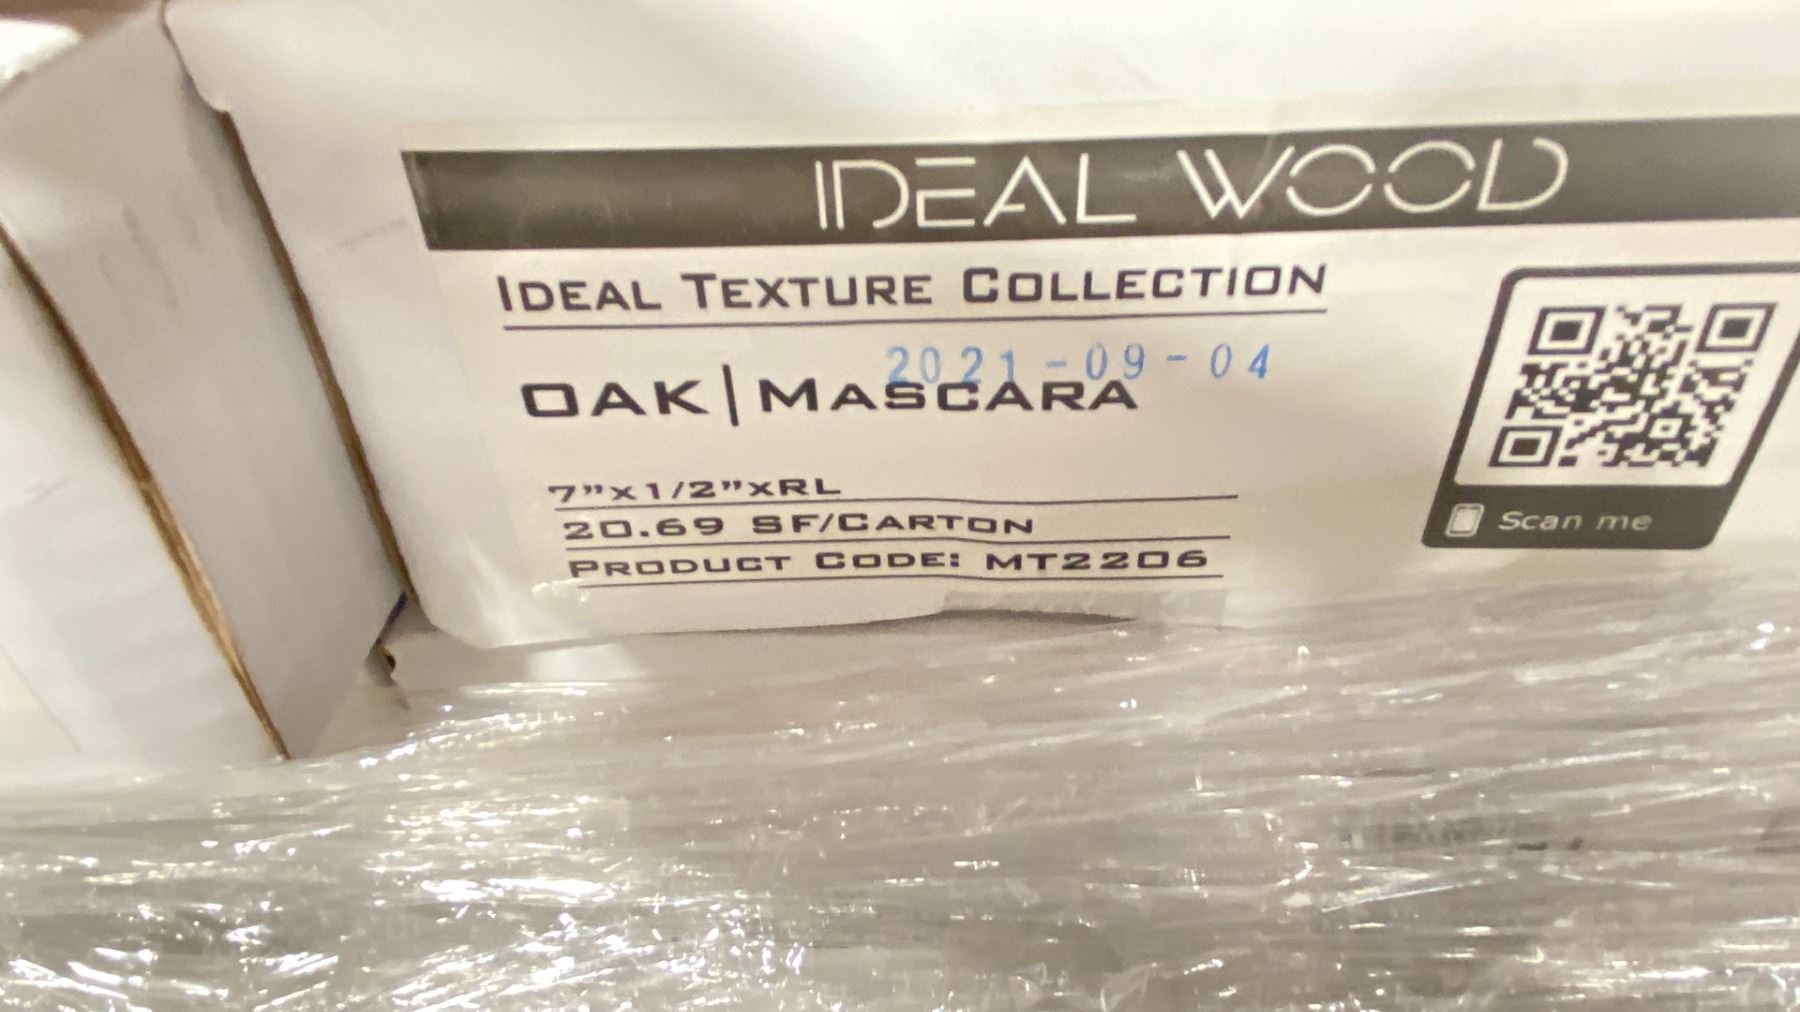 IDEAL WOOD
IDEAL TEXTURE COLLECTION
2021-09-04
OAK|MASCARA
7"X1/2"XRL
20.69 SF/CARTON
PRODUCT CODE: MT2206
Scan me